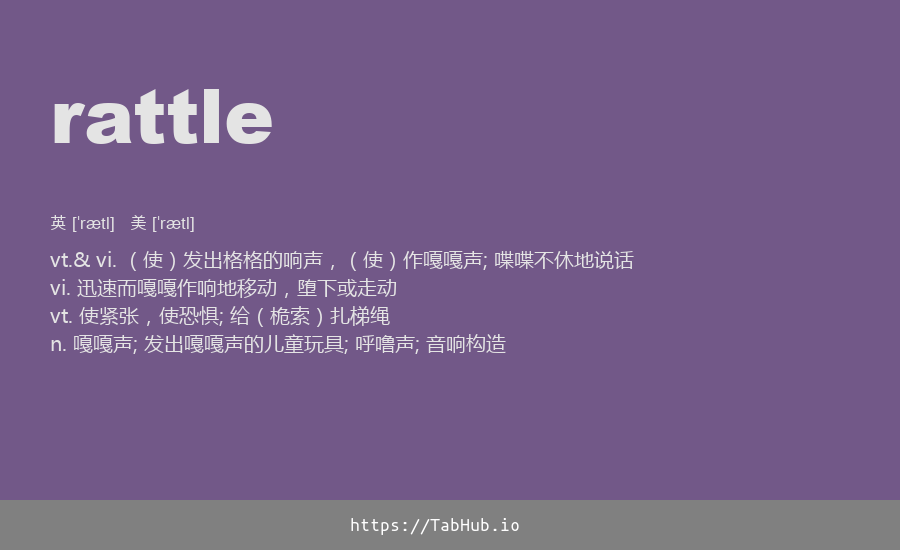 rattle
英 [ˈrætl] 美 [ˈrætl]
vt.& vi. （使）发出格格的响声，（使）作嘎嘎声; 喋喋不休地说话
vi. 迅速而嘎嘎作响地移动，堕下或走动
vt. 使紧张，使恐惧; 给（桅索）扎梯绳
n. 嘎嘎声; 发出嘎嘎声的儿童玩具; 呼噜声; 音响构造
https://TabHub.io